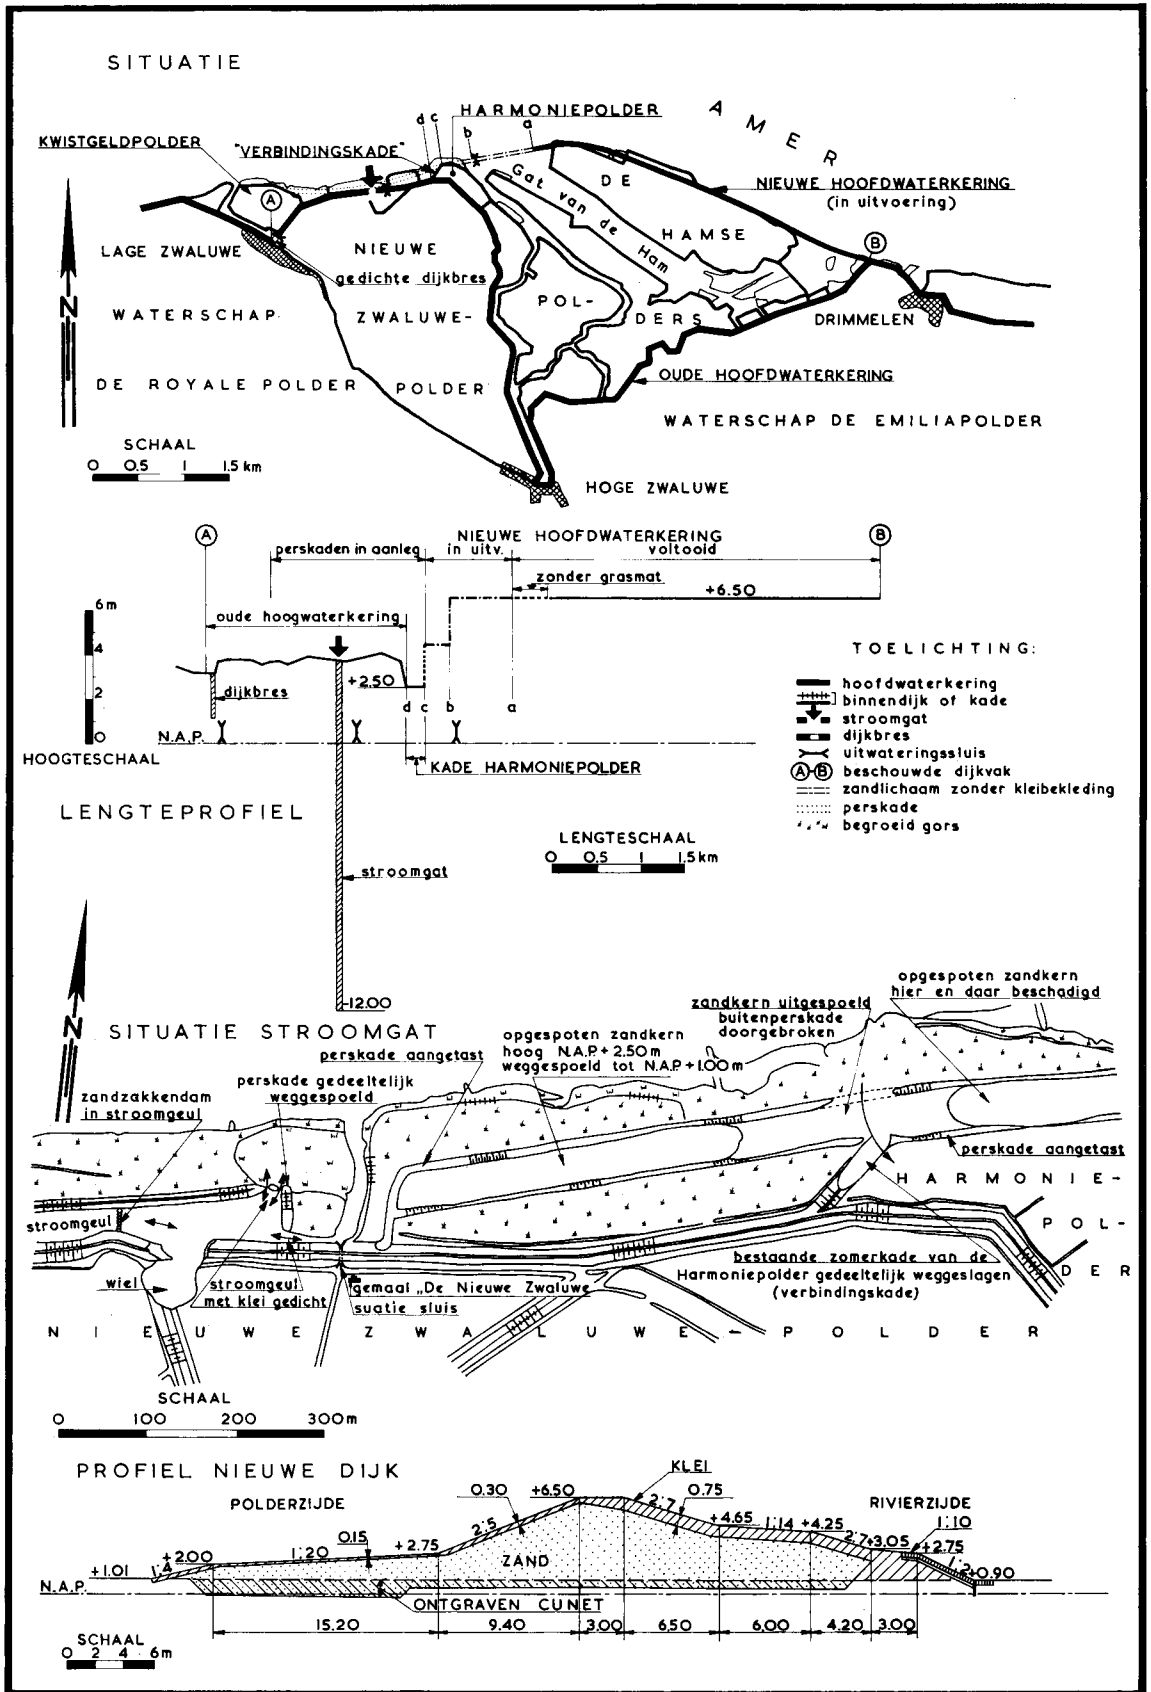 SITUATIE
AMER
HARMONIEPOLDER
d c b a
KWISTGELDPOLDER
"VERBINDINGSKADE"
DE
Gat van de Ham
NIEUWE HOOFDWATERKERING
(in uitvoering)
A
HAMSE
B
LAGE ZWALUWE
NIEUWE
gedichte dijkbres
POL-
WATERSCHAP
ZWALUWE-
DERS
DRIMMELEN
N
DE ROYALE POLDER
POLDER
OUDE HOOFDWATERKERING
WATERSCHAP DE EMILIAPOLDER
SCHAAL
0 0.5 1 1.5 km
HOGE ZWALUWE
A
NIEUWE HOOFDWATERKERING
B
perskaden in aanleg
in uitv.
voltooid
zonder grasmat
+6.50
6m
4
2
0
oude hoogwaterkering
+2.50
dijkbres
d c b a
N.A.P.
HOOGTESCHAAL
KADE HARMONIEPOLDER
LENGTEPROFIEL
stroomgat
-12.00
LENGTESCHAAL
0 0.5 1 1.5 km
TOELICHTING:
hoofdwaterkering
binnendijk of kade
stroomgat
dijkbres
uitwateringssluis
A-B beschouwde dijkvak
zandlichaam zonder kleibekleding
perskade
begroeid gors
N
SITUATIE STROOMGAT
opgespoten zandkern
hier en daar beschadigd
zandkern uitgespoeld
buitenperskade
doorgebroken
opgespoten zandkern
hoog N.A.P.+2.50m
weggespoeld tot N.A.P.+1.00m
perskade aangetast
perskade gedeeltelijk
weggespoeld
zandzakkendam
in stroomgeul
perskade aangetast
HARMONIE-
POL-
DER
stroomgeul
wiel
stroomgeul
met klei gedicht
gemaal „De Nieuwe Zwaluwe
suatie sluis
bestaande zomerkade van de
Harmoniepolder gedeeltelijk weggeslagen
(verbindingskade)
NIEUWE ZWALUWE-POLDER
SCHAAL
0 100 200 300m
PROFIEL NIEUWE DIJK
POLDERZIJDE
KLEI
RIVIERZIJDE
0.30
+6.50
2:7
0.75
2:5
+4.65
1:14
+4.25
2:7
+3.05
1:10
+2.75
1:2
+0.90
0.15
+2.75
1:20
+2.00
1:4
+1.01
ZAND
N.A.P.
ONTGRAVEN CUNET
15.20 9.40 3.00 6.50 6.00 4.20 3.00
SCHAAL
0 2 4 6m